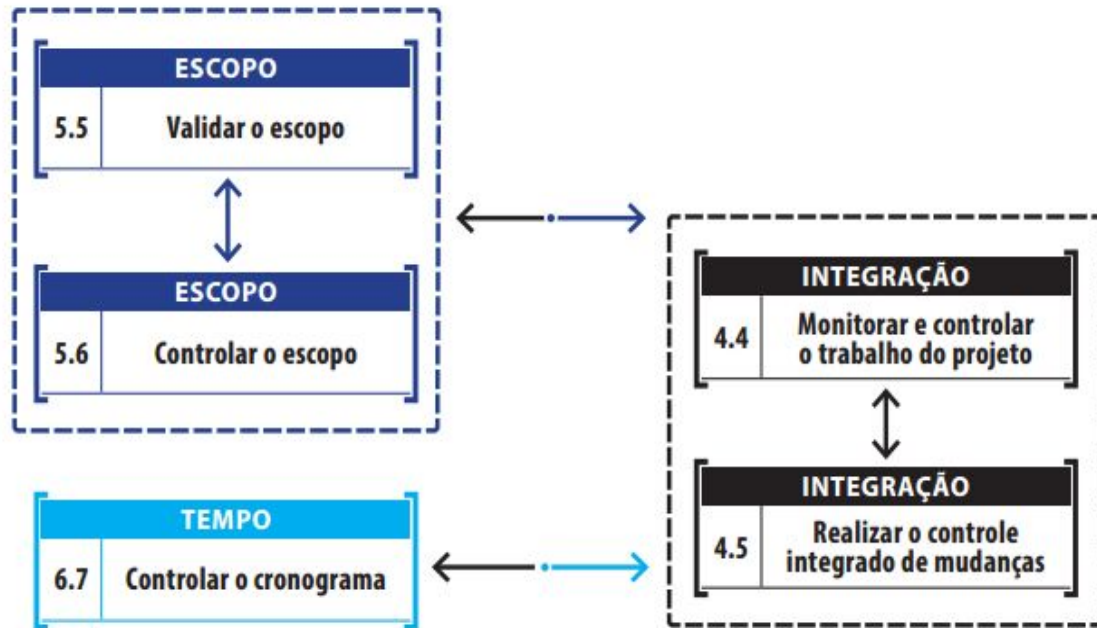 ESCOPO
5.5 Validar o escopo
ESCOPO
5.6 Controlar o escopo
TEMPO
6.7 Controlar o cronograma
INTEGRAÇÃO
4.4 Monitorar e controlar
o trabalho do projeto
INTEGRAÇÃO
4.5 Realizar o controle
integrado de mudanças